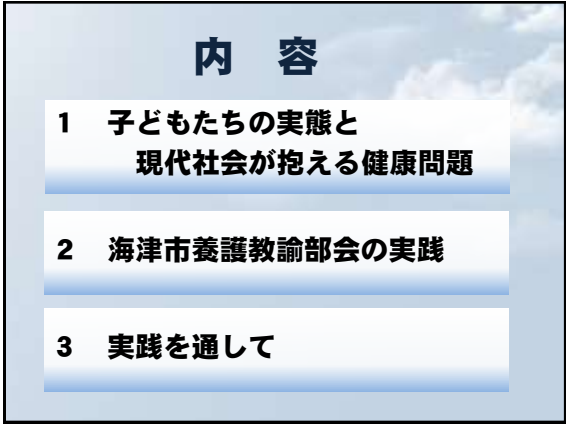 内　容
1　子どもたちの実態と
現代社会が抱える健康問題
2　海津市養護教諭部会の実践
3　実践を通して